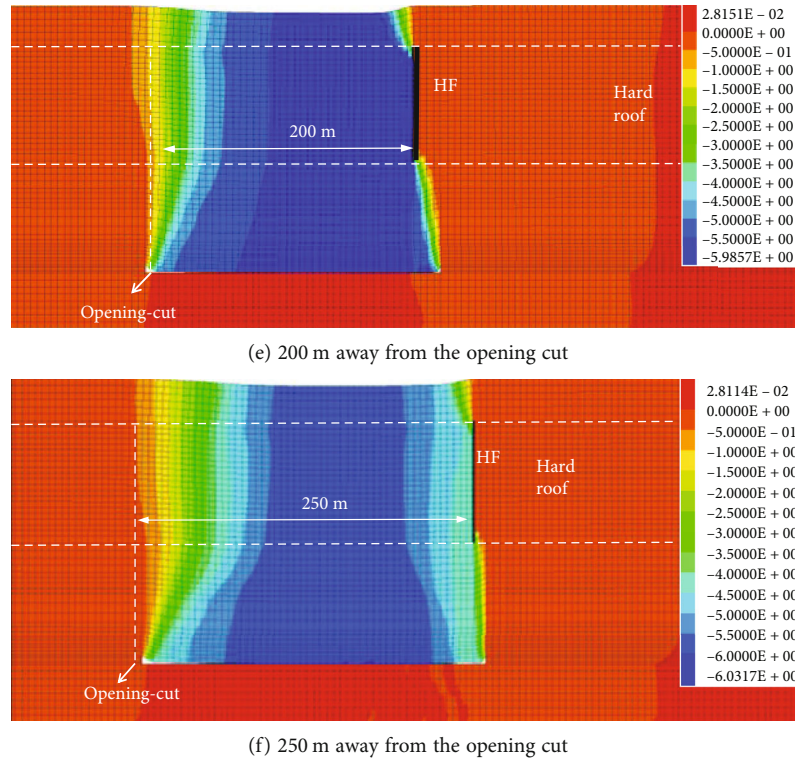 2.8151E – 02
0.0000E + 00
–5.0000E – 01
–1.0000E + 00
–1.5000E + 00
–2.0000E + 00
–2.5000E + 00
–3.0000E + 00
–3.5000E + 00
–4.0000E + 00
–4.5000E + 00
–5.0000E + 00
–5.5000E + 00
–5.9857E + 00
HF
Hard
roof
200 m
Opening-cut
(e) 200 m away from the opening cut
2.8114E – 02
0.0000E + 00
–5.0000E – 01
–1.0000E + 00
–1.5000E + 00
–2.0000E + 00
–2.5000E + 00
–3.0000E + 00
–3.5000E + 00
–4.0000E + 00
–4.5000E + 00
–5.0000E + 00
–5.5000E + 00
–6.0000E + 00
–6.0317E + 00
HF
Hard
roof
250 m
Opening-cut
(f) 250 m away from the opening cut